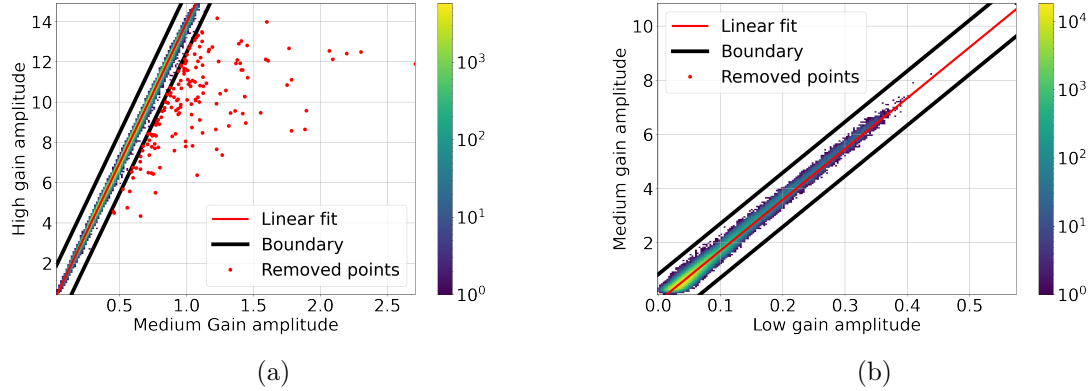 14
12
10
8
6
4
2
High gain amplitude
0.5
1.0
1.5
2.0
2.5
Medium Gain amplitude
Linear fit
Boundary
Removed points
10³
10²
10¹
10⁰
(a)
10
8
6
4
2
Medium gain amplitude
0.0
0.1
0.2
0.3
0.4
0.5
Low gain amplitude
Linear fit
Boundary
Removed points
10⁴
10³
10²
10¹
10⁰
(b)